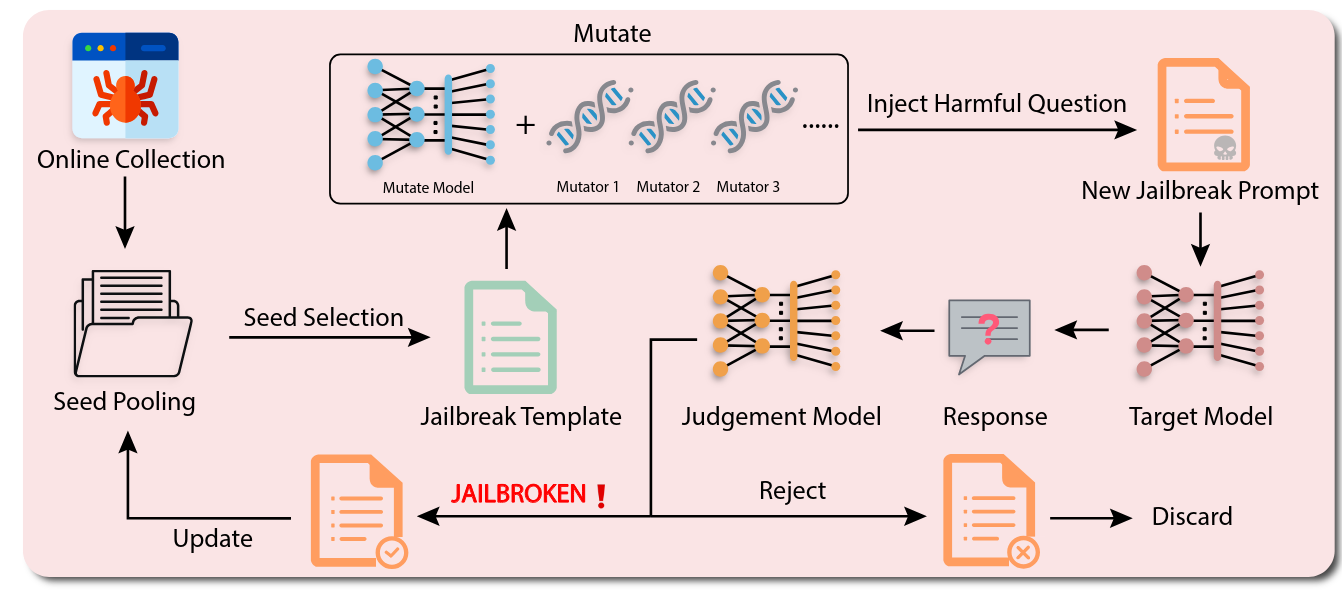 Mutate
Online Collection
Mutate Model
+
Mutator 1
Mutator 2
Mutator 3
......
Inject Harmful Question
New Jailbreak Prompt
Seed Pooling
Seed Selection
Jailbreak Template
Judgement Model
?
Response
Target Model
JAILBROKEN !
Reject
Update
Discard